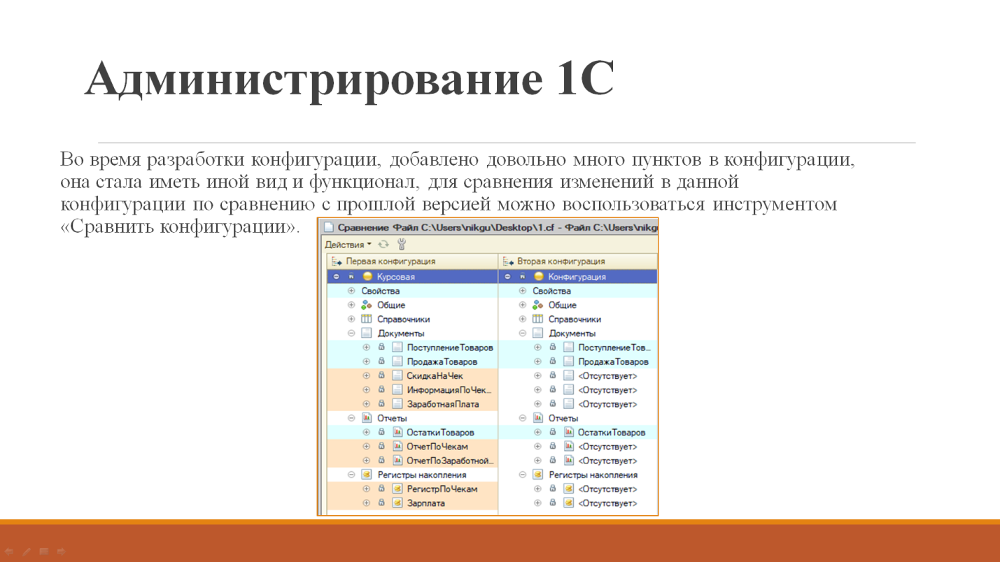 Администрирование 1С
Во время разработки конфигурации, добавлено довольно много пунктов в конфигурации,
она стала иметь иной вид и функционал, для сравнения изменений в данной
конфигурации по сравнению с прошлой версией можно воспользоваться инструментом
«Сравнить конфигурации».
Сравнение Файл C:\Users\nikgu\Desktop\1.cf - Файл C:\Users\nikgu
Действия
Первая конфигурация Вторая конфигурация
Курсовая Конфигурация
Свойства Свойства
Общие Общие
Справочники Справочники
Документы Документы
ПоступлениеТоваров ПоступлениеТов...
ПродажаТоваров ПродажаТоваров
СкидкаНаЧек <Отсутствует>
ИнформацияПоЧек... <Отсутствует>
ЗаработнаяПлата <Отсутствует>
Отчеты Отчеты
ОстаткиТоваров ОстаткиТоваров
ОтчетПоЧекам <Отсутствует>
ОтчетПоЗаработной... <Отсутствует>
Регистры накопления Регистры накопления
РегистрПоЧекам <Отсутствует>
Зарплата <Отсутствует>